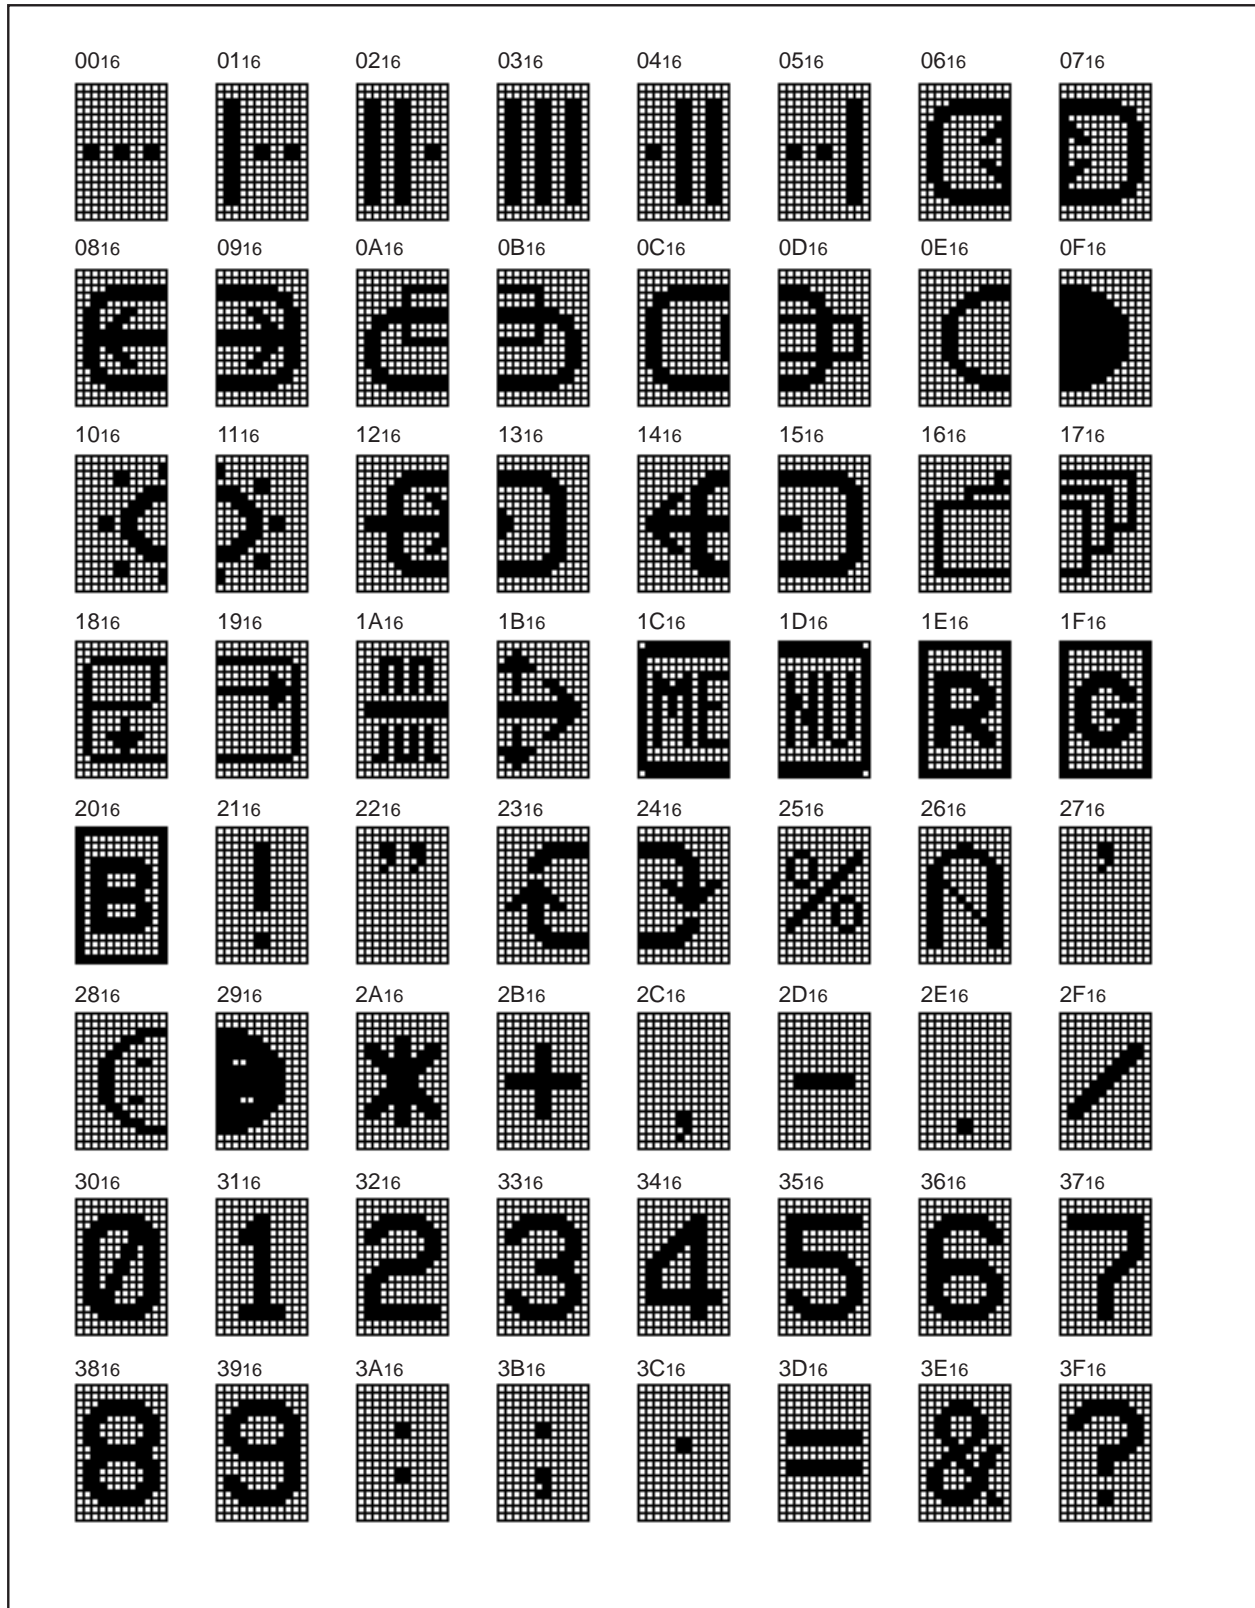 0016 0116 0216 0316 0416 0516 0616 0716
0816 0916 0A16 0B16 0C16 0D16 0E16 0F16
1016 1116 1216 1316 1416 1516 1616 1716
1816 1916 1A16 1B16 1C16 1D16 1E16 1F16
ME NU R G
2016 2116 2216 2316 2416 2516 2616 2716
B ! ” % ’
2816 2916 2A16 2B16 2C16 2D16 2E16 2F16
* + , - . /
3016 3116 3216 3316 3416 3516 3616 3716
0 1 2 3 4 5 6 7
3816 3916 3A16 3B16 3C16 3D16 3E16 3F16
8 9 : ; · = & ?